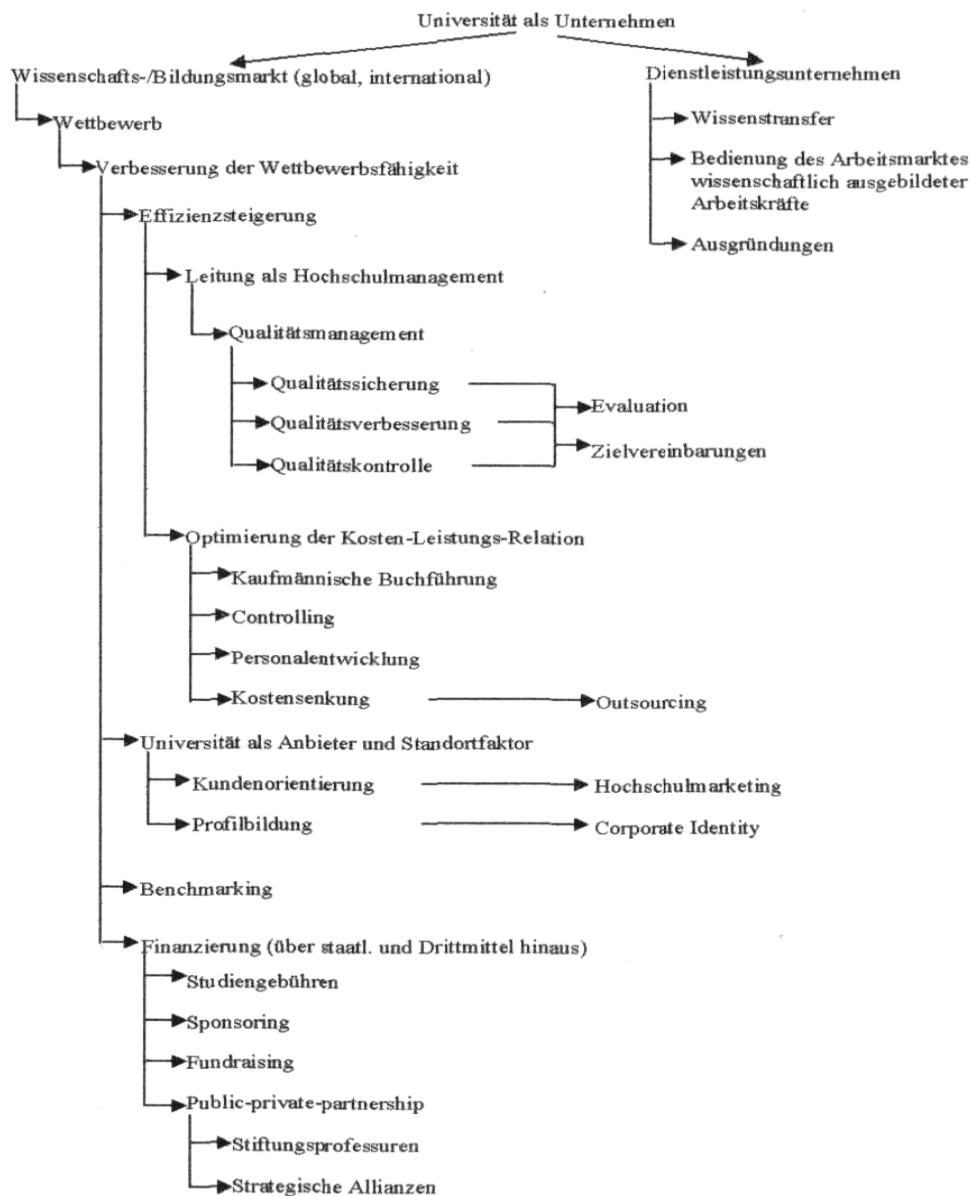 Universität als Unternehmen
Wissenschafts-/Bildungsmarkt (global, international)
Wettbewerb
Verbesserung der Wettbewerbsfähigkeit
Effizienzsteigerung
Leitung als Hochschulmanagement
Qualitätsmanagement
Qualitätssicherung
Qualitätsverbesserung
Qualitätskontrolle
Evaluation
Zielvereinbarungen
Optimierung der Kosten-Leistungs-Relation
Kaufmännische Buchführung
Controlling
Personalentwicklung
Kostensenkung
Outsourcing
Universität als Anbieter und Standortfaktor
Kundenorientierung
Hochschulmarketing
Profilbildung
Corporate Identity
Benchmarking
Finanzierung (über staatl. und Drittmittel hinaus)
Studiengebühren
Sponsoring
Fundraising
Public-private-partnership
Stiftungsprofessuren
Strategische Allianzen
Dienstleistungsunternehmen
Wissenstransfer
Bedienung des Arbeitsmarktes
wissenschaftlich ausgebildeter
Arbeitskräfte
Ausgründungen